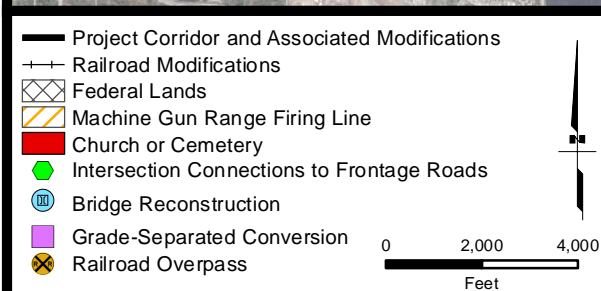 Project Corridor and Associated Modifications
Railroad Modifications
Federal Lands
Machine Gun Range Firing Line
Church or Cemetery
Intersection Connections to Frontage Roads
Bridge Reconstruction
Grade-Separated Conversion
R R Railroad Overpass
N
0 2,000 4,000
Feet